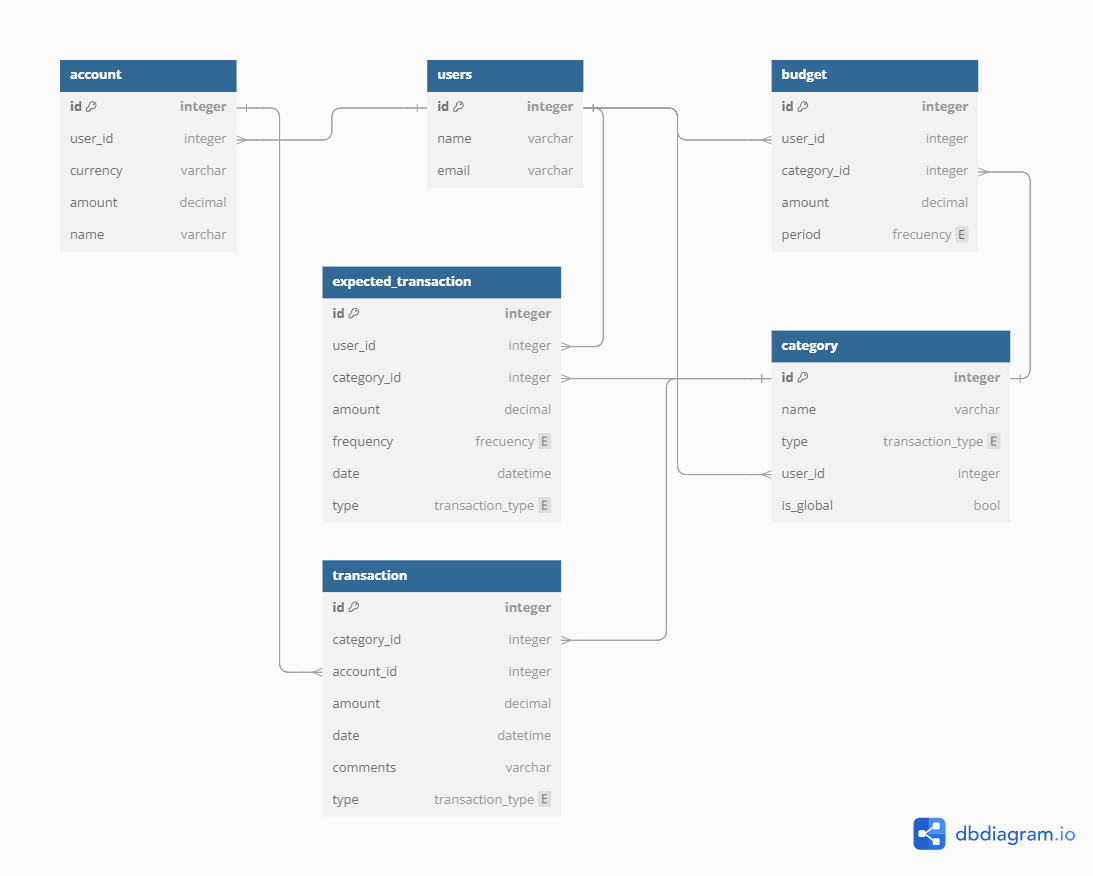 account
id integer
user_id integer
currency varchar
amount decimal
name varchar
users
id integer
name varchar
email varchar
budget
id integer
user_id integer
category_id integer
amount decimal
period frecuency E
expected_transaction
id integer
user_id integer
category_id integer
amount decimal
frequency frecuency E
date datetime
type transaction_type E
category
id integer
name varchar
type transaction_type E
user_id integer
is_global bool
transaction
id integer
category_id integer
account_id integer
amount decimal
date datetime
comments varchar
type transaction_type E
dbdiagram.io